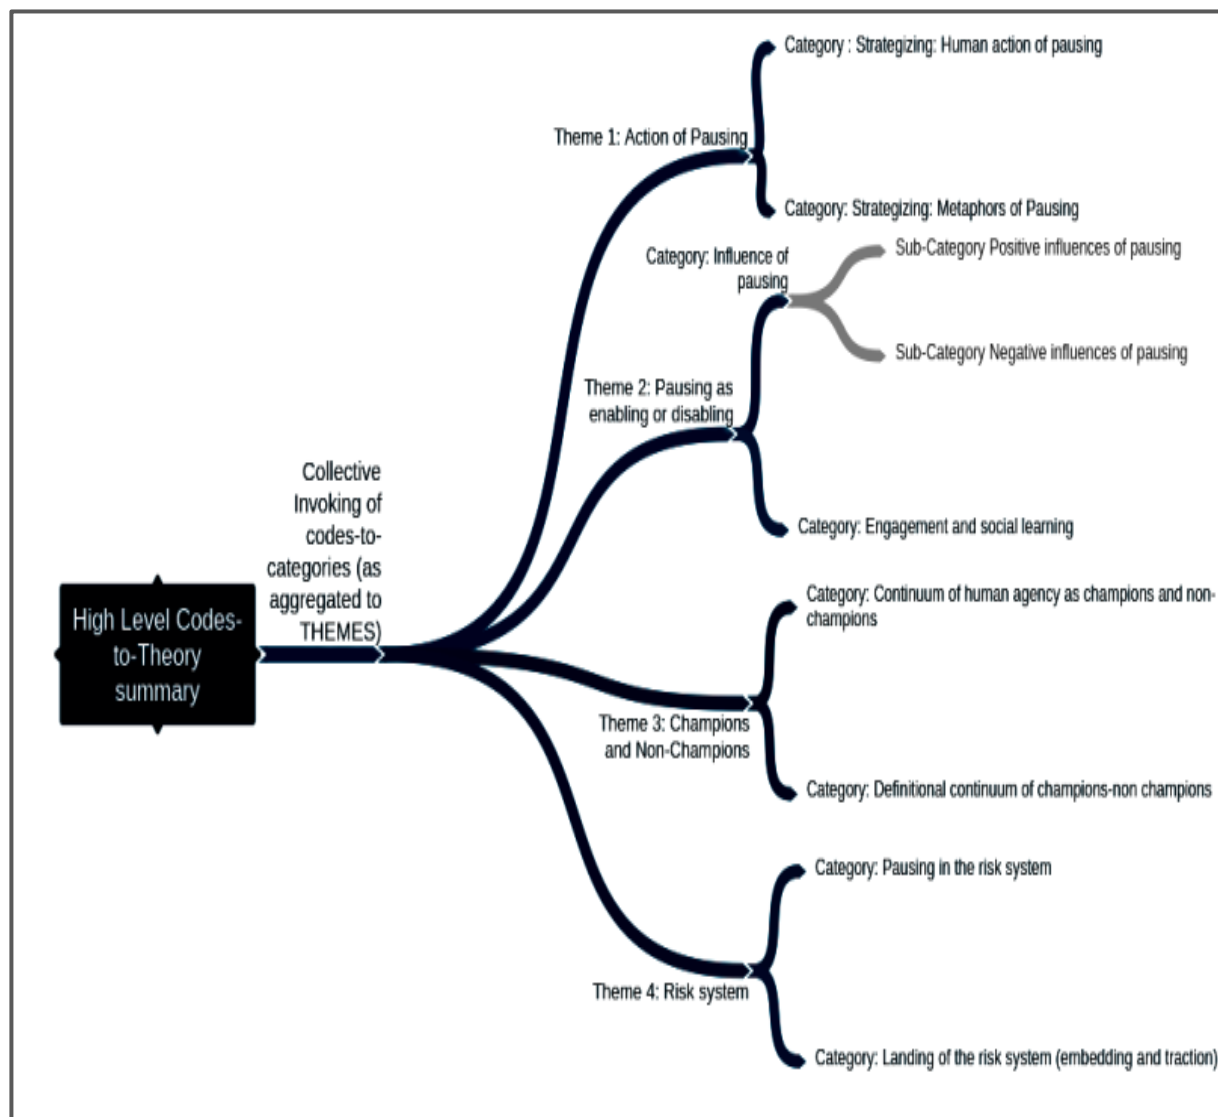 High Level Codes-
to-Theory
summary
Collective
Invoking of
codes-to-
categories (as
aggregated to
THEMES)
Theme 1: Action of Pausing
Category : Strategizing: Human action of pausing
Category: Strategizing: Metaphors of Pausing
Theme 2: Pausing as
enabling or disabling
Category: Influence of
pausing
Sub-Category Positive influences of pausing
Sub-Category Negative influences of pausing
Category: Engagement and social learning
Theme 3: Champions
and Non-Champions
Category: Continuum of human agency as champions and non-
champions
Category: Definitional continuum of champions-non champions
Theme 4: Risk system
Category: Pausing in the risk system
Category: Landing of the risk system (embedding and traction)